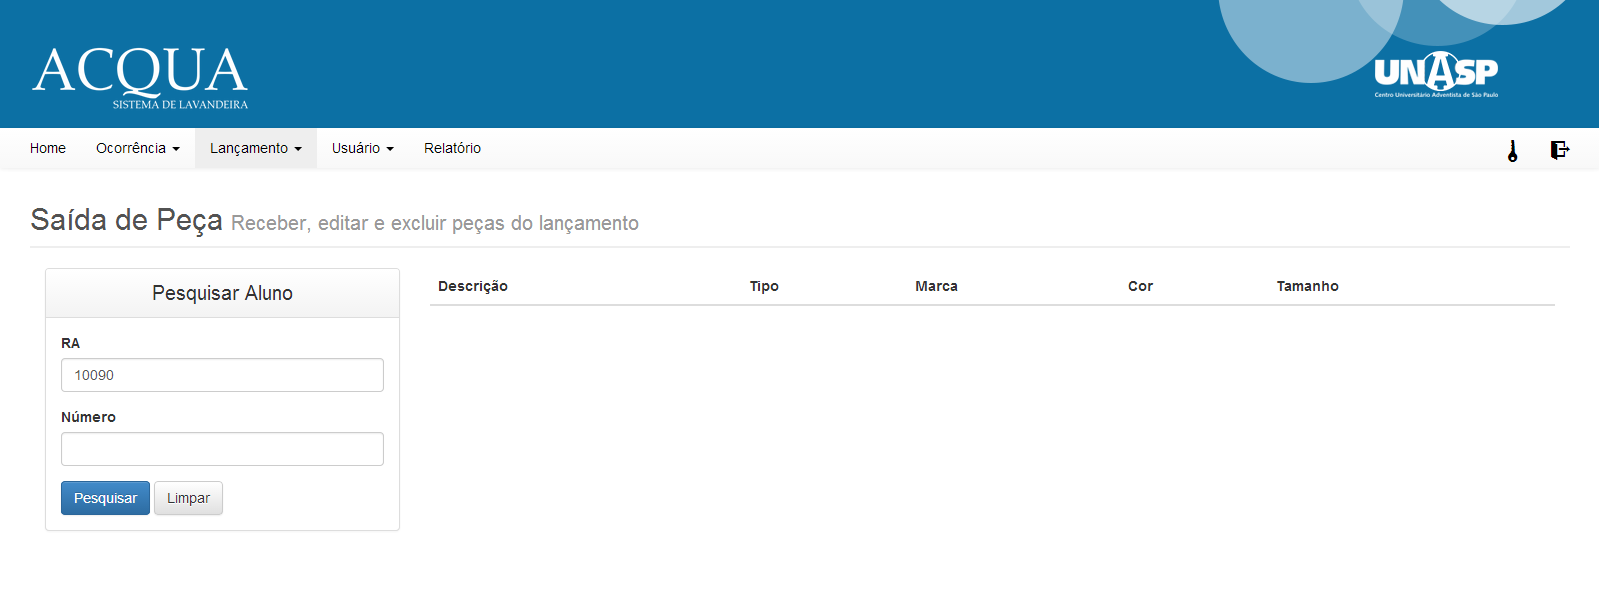 ACQUA
SISTEMA DE LAVANDEIRA
UNASP
Centro Universitário Adventista de São Paulo
Home Ocorrência Lançamento Usuário Relatório
Saída de Peça Receber, editar e excluir peças do lançamento
Pesquisar Aluno
RA
10090
Número
Pesquisar Limpar
Descrição Tipo Marca Cor Tamanho